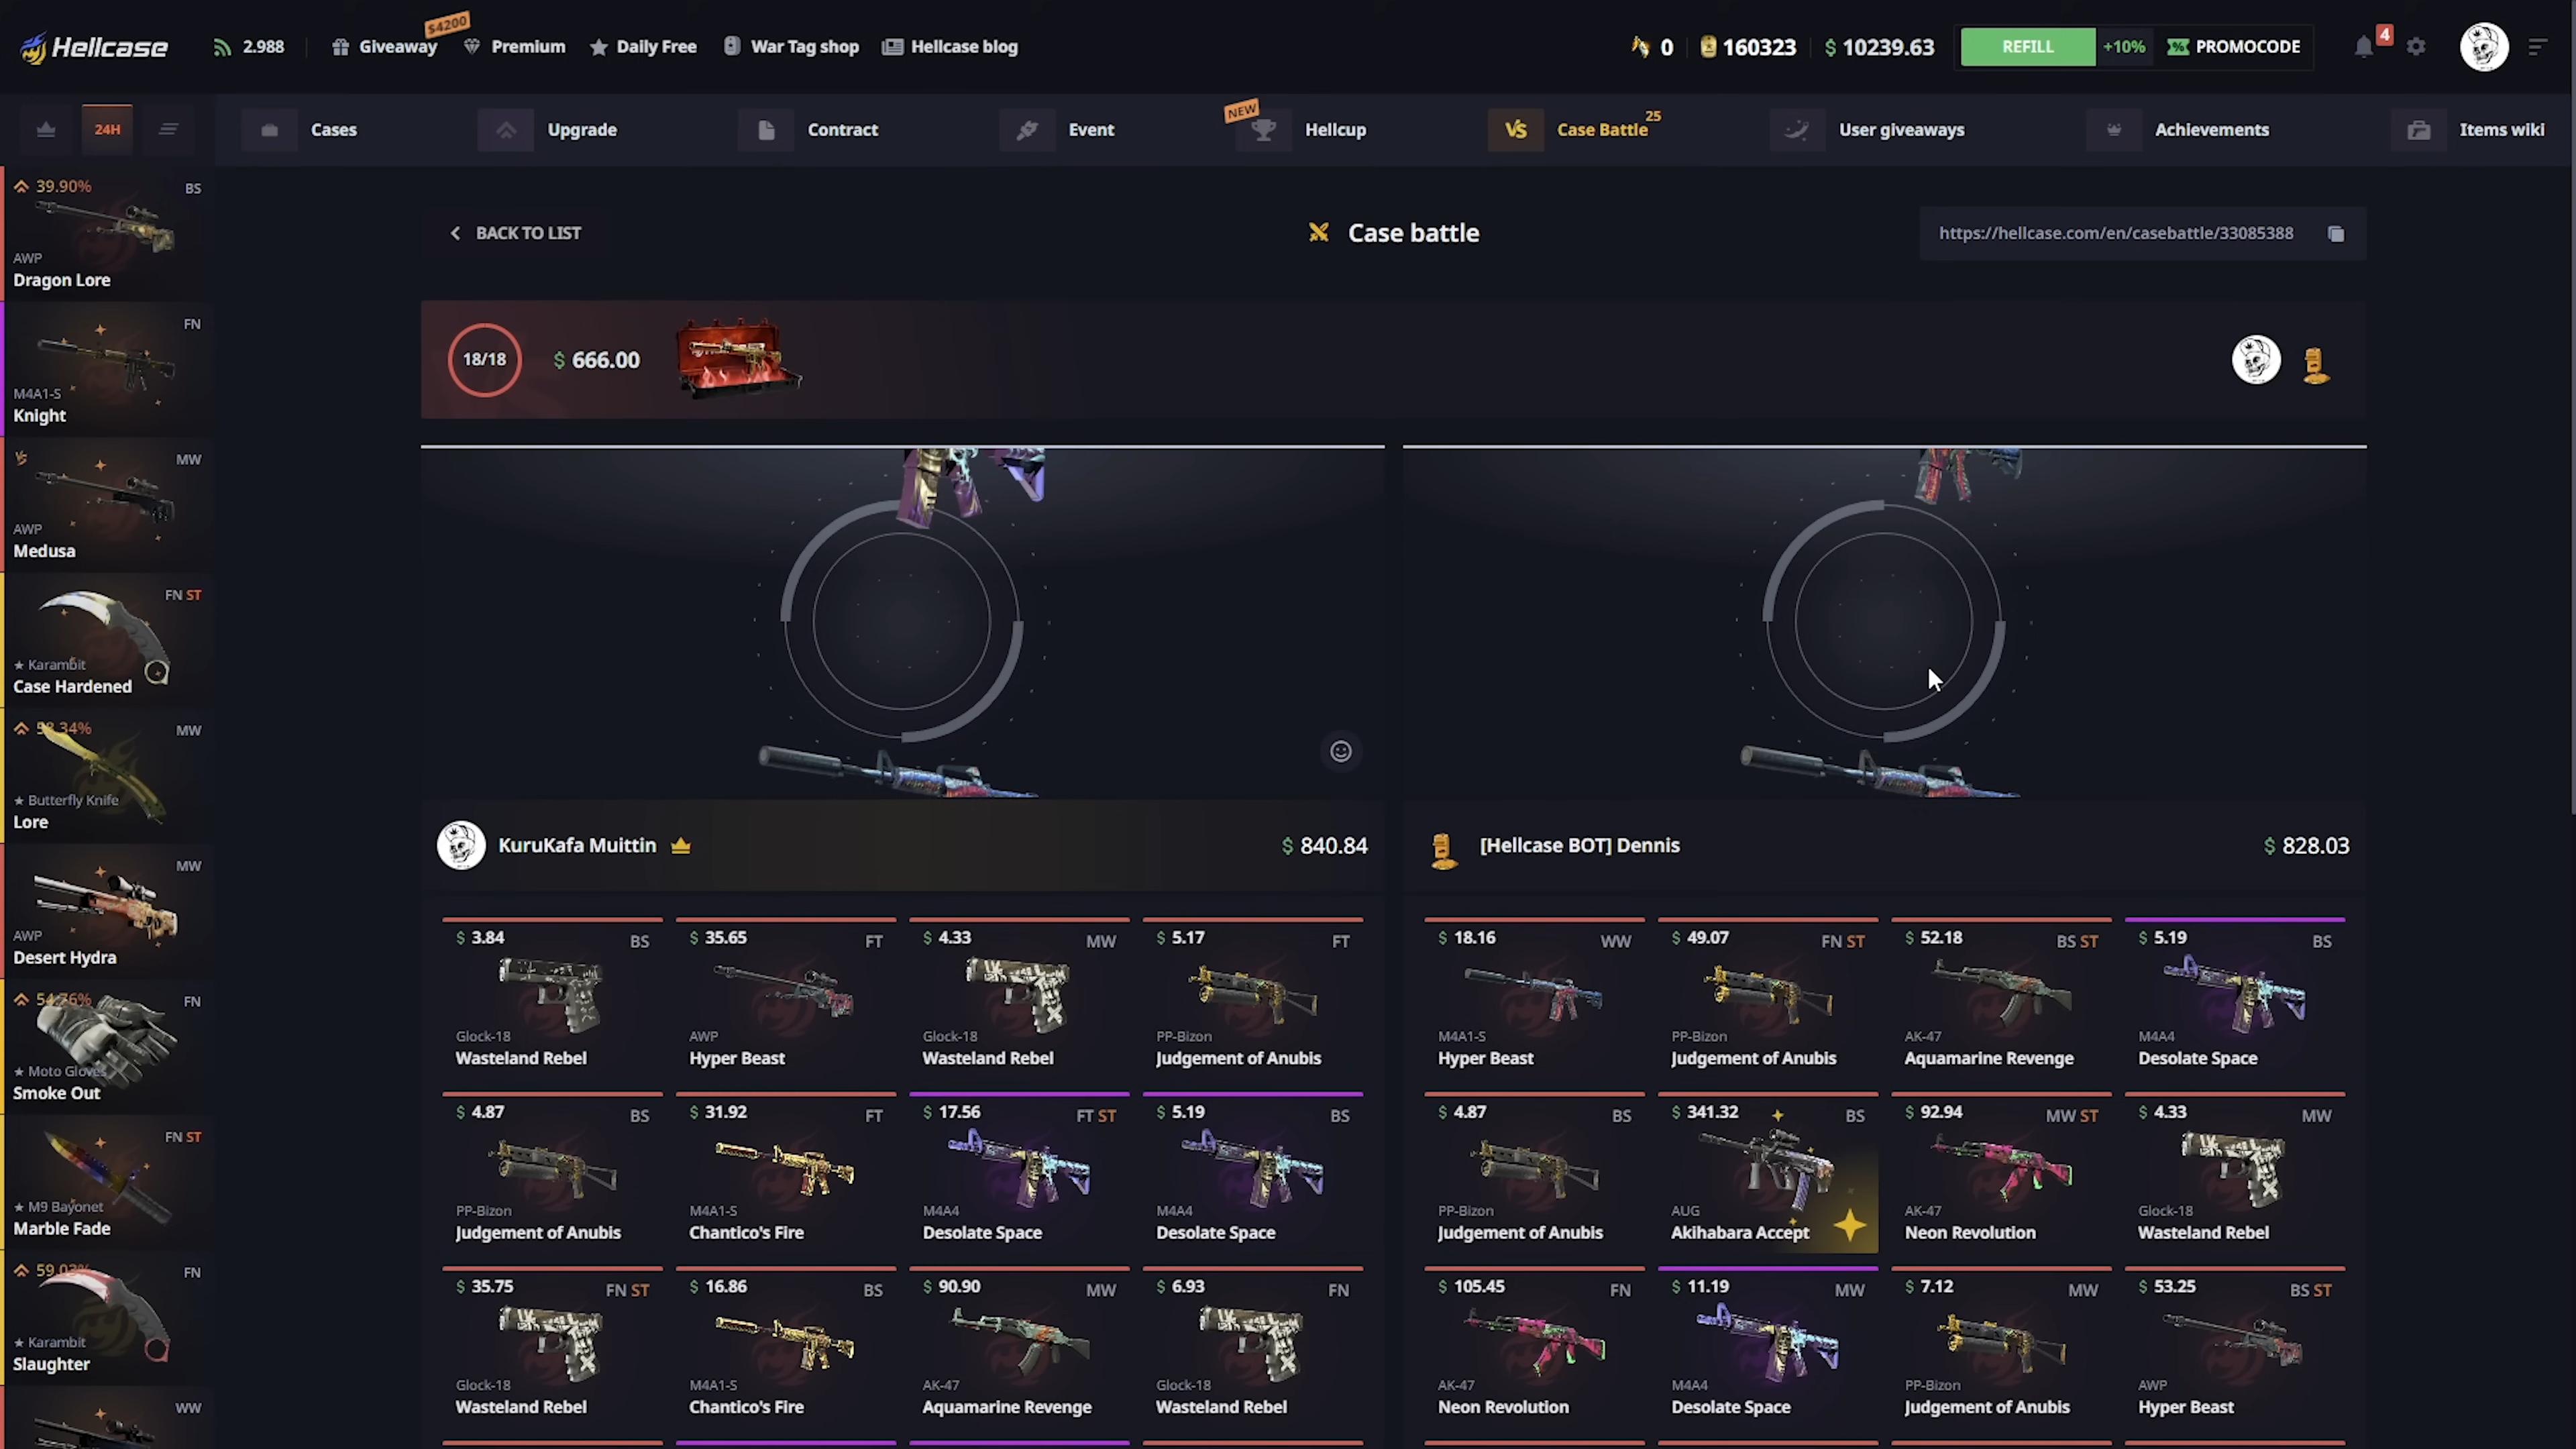 Hellcase
2.988
Giveaway
$4200
Premium
Daily Free
War Tag shop
Hellcase blog
0
160323
$ 10239.63
REFILL
+10%
PROMOCODE
4
24H
Cases
Upgrade
Contract
Event
NEW
Hellcup
VS
Case Battle
25
User giveaways
Achievements
Items wiki
39.90%
BS
AWP
Dragon Lore
FN
M4A1-S
Knight
MW
AWP
Medusa
FN ST
★ Karambit
Case Hardened
MW
★ Butterfly Knife
Lore
MW
AWP
Desert Hydra
54.76%
FN
★ Moto Gloves
Smoke Out
FN ST
★ M9 Bayonet
Marble Fade
FN
★ Karambit
Slaughter
WW
BACK TO LIST
Case battle
https://hellcase.com/en/casebattle/33085388
18/18
$ 666.00
KuruKafa Muittin
$ 840.84
[Hellcase BOT] Dennis
$ 828.03
$ 3.84 BS
Glock-18
Wasteland Rebel
$ 35.65 FT
AWP
Hyper Beast
$ 4.33 MW
Glock-18
Wasteland Rebel
$ 5.17 FT
PP-Bizon
Judgement of Anubis
$ 4.87 BS
PP-Bizon
Judgement of Anubis
$ 31.92 FT
M4A1-S
Chantico's Fire
$ 17.56 FT ST
M4A4
Desolate Space
$ 5.19 BS
M4A4
Desolate Space
$ 35.75 FN ST
Glock-18
Wasteland Rebel
$ 16.86 BS
M4A1-S
Chantico's Fire
$ 90.90 MW
AK-47
Aquamarine Revenge
$ 6.93 FN
Glock-18
Wasteland Rebel
$ 18.16 WW
M4A1-S
Hyper Beast
$ 49.07 FN ST
PP-Bizon
Judgement of Anubis
$ 52.18 BS ST
AK-47
Aquamarine Revenge
$ 5.19 BS
M4A4
Desolate Space
$ 4.87 BS
PP-Bizon
Judgement of Anubis
$ 341.32 BS
AUG
Akihabara Accept
$ 92.94 MW ST
AK-47
Neon Revolution
$ 4.33 MW
Glock-18
Wasteland Rebel
$ 105.45 FN
AK-47
Neon Revolution
$ 11.19 MW
M4A4
Desolate Space
$ 7.12 MW
PP-Bizon
Judgement of Anubis
$ 53.25 BS ST
AWP
Hyper Beast